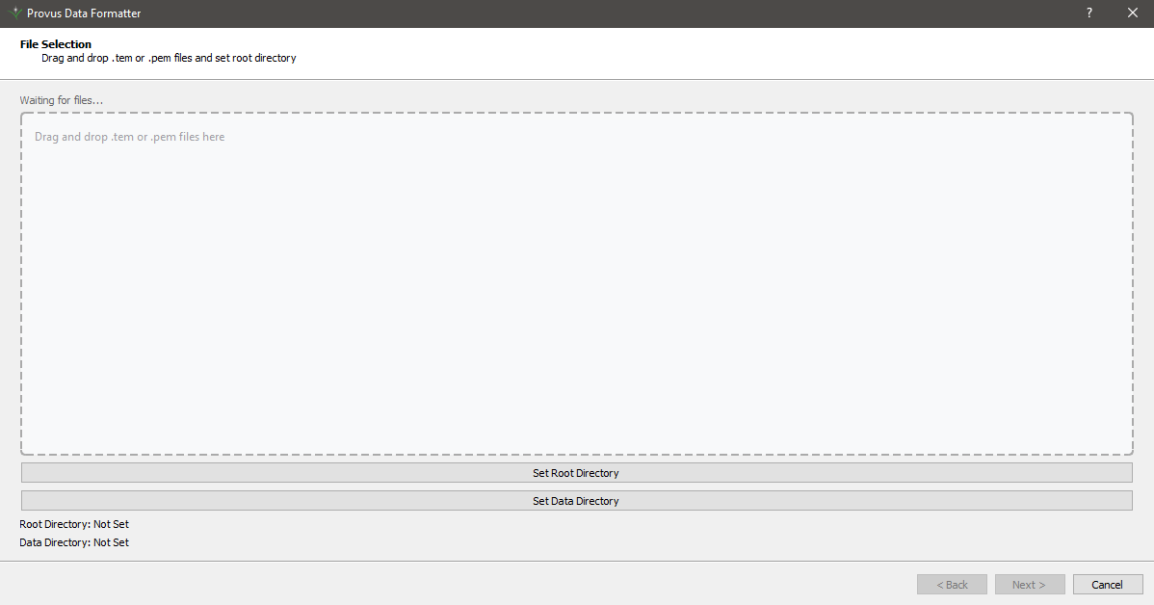 Provus Data Formatter
?
File Selection
Drag and drop .tem or .pem files and set root directory
Waiting for files...
Drag and drop .tem or .pem files here
Set Root Directory
Set Data Directory
Root Directory: Not Set
Data Directory: Not Set
< Back
Next >
Cancel